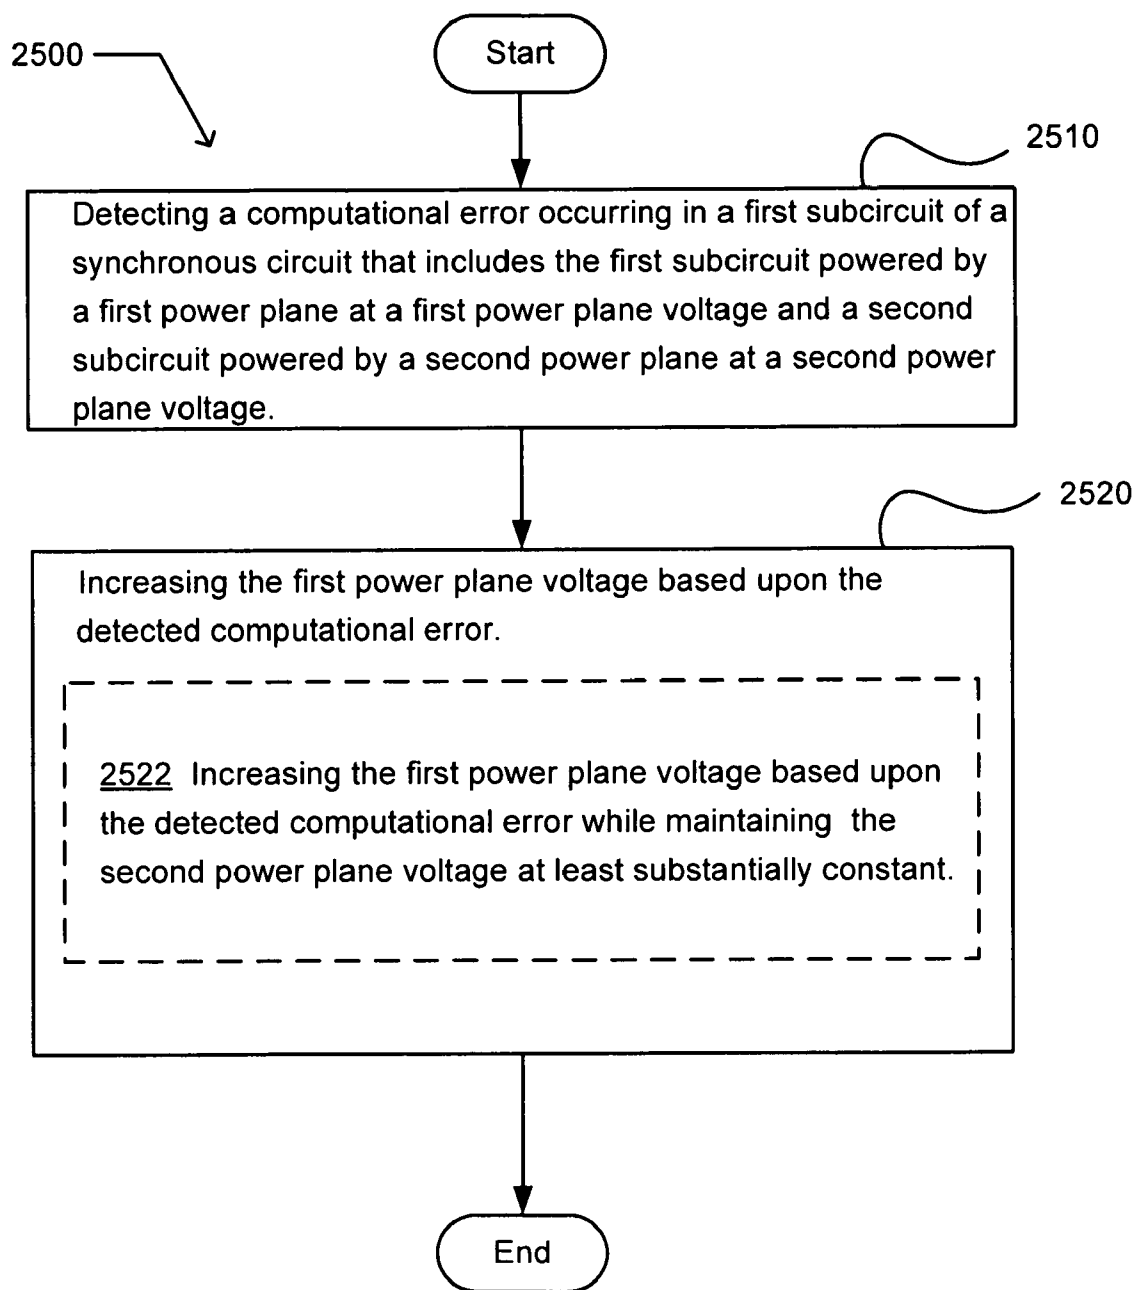 2500
Start
2510
Detecting a computational error occurring in a first subcircuit of a
synchronous circuit that includes the first subcircuit powered by
a first power plane at a first power plane voltage and a second
subcircuit powered by a second power plane at a second power
plane voltage.
2520
Increasing the first power plane voltage based upon the
detected computational error.
2522 Increasing the first power plane voltage based upon
the detected computational error while maintaining the
second power plane voltage at least substantially constant.
End